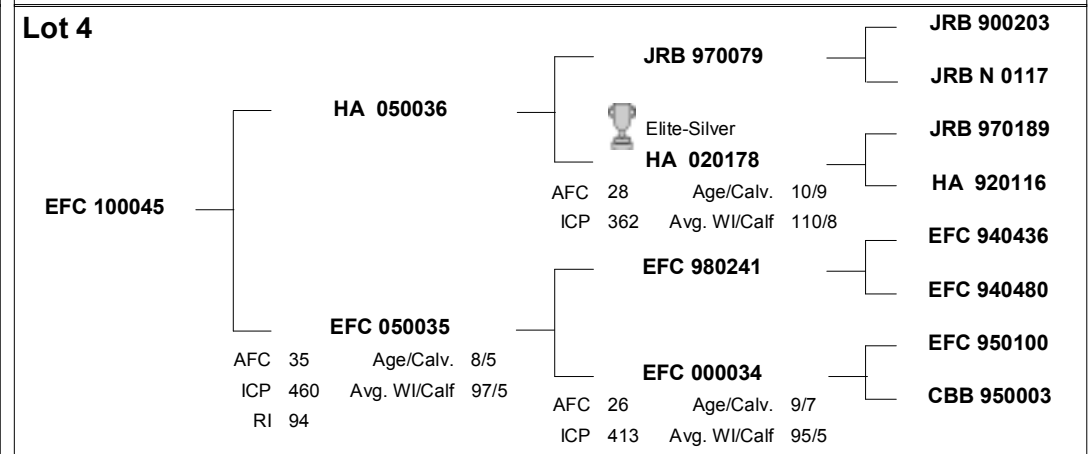 Lot 4
JRB 900203
JRB 970079
JRB N 0117
HA 050036
Elite-Silver
JRB 970189
HA 020178
HA 920116
AFC 28 Age/Calv. 10/9
EFC 100045
ICP 362 Avg. WI/Calf 110/8
EFC 940436
EFC 980241
EFC 940480
EFC 050035
EFC 950100
AFC 35 Age/Calv. 8/5
EFC 000034
ICP 460 Avg. WI/Calf 97/5
CBB 950003
AFC 26 Age/Calv. 9/7
RI 94
ICP 413 Avg. WI/Calf 95/5